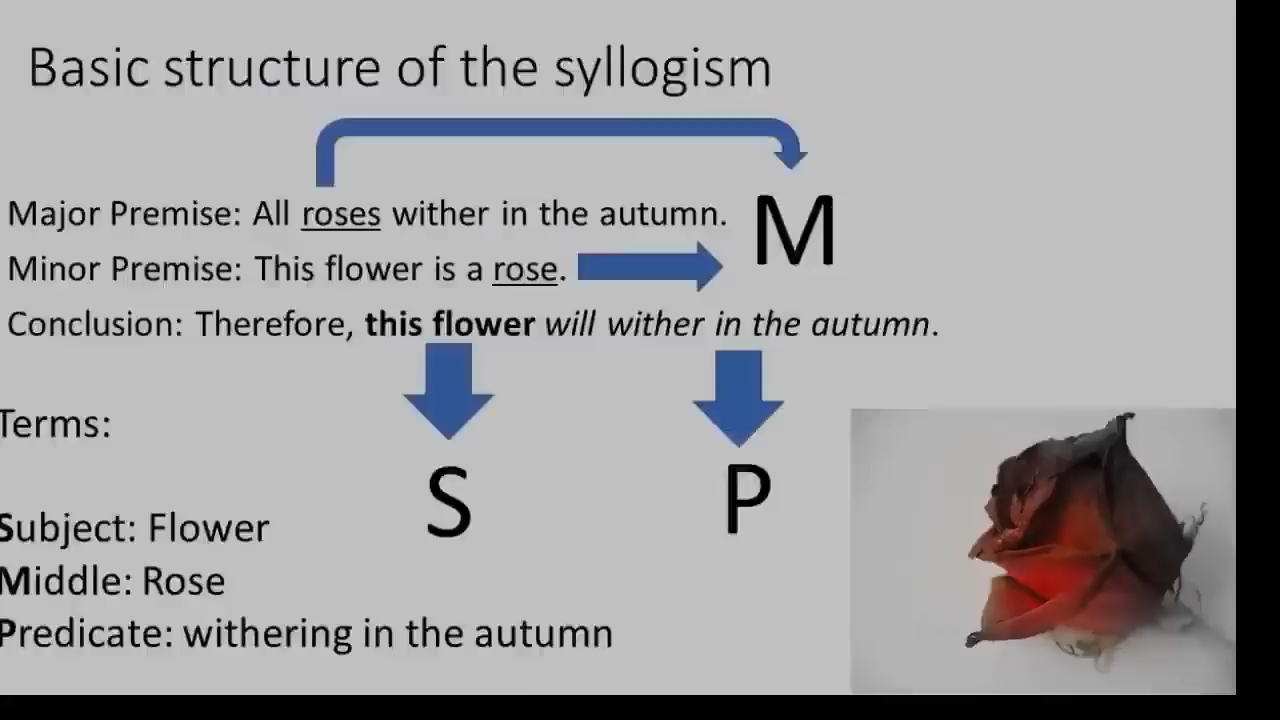 Basic structure of the syllogism
Major Premise: All roses wither in the autumn.
M
Minor Premise: This flower is a rose.
Conclusion: Therefore, this flower will wither in the autumn.
Terms:
S P
Subject: Flower
Middle: Rose
Predicate: withering in the autumn